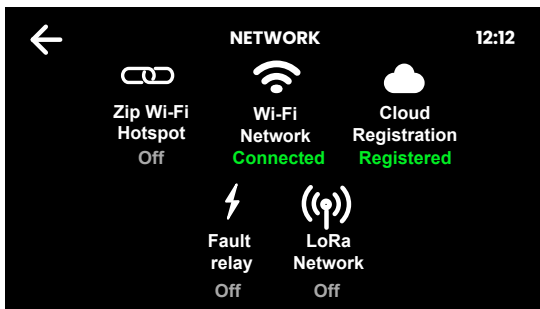 NETWORK 12:12
Zip Wi-Fi
Hotspot
Off
Wi-Fi
Network
Connected
Cloud
Registration
Registered
Fault
relay
Off
LoRa
Network
Off